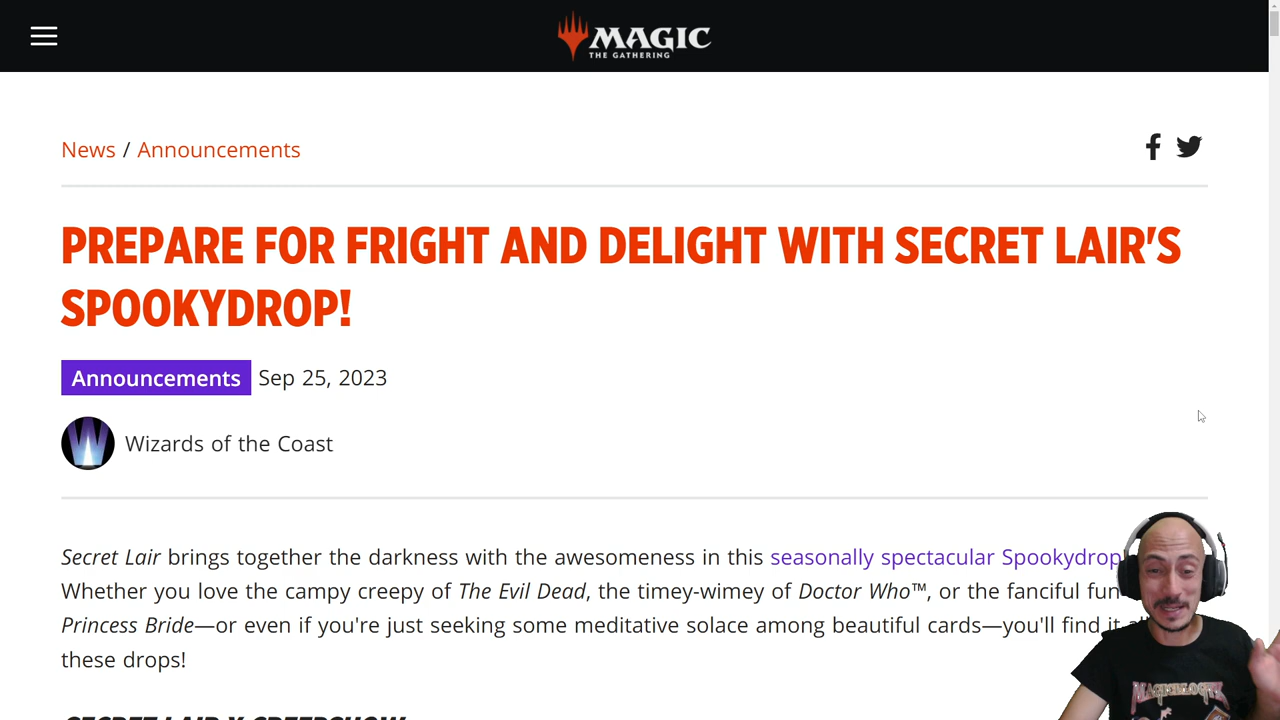 MAGIC
THE GATHERING
News / Announcements
PREPARE FOR FRIGHT AND DELIGHT WITH SECRET LAIR'S
SPOOKYDROP!
Announcements Sep 25, 2023
Wizards of the Coast
Secret Lair brings together the darkness with the awesomeness in this seasonally spectacular Spookydrop
Whether you love the campy creepy of The Evil Dead, the timey-wimey of Doctor Who™, or the fanciful fun
Princess Bride—or even if you're just seeking some meditative solace among beautiful cards—you'll find it
these drops!
SECRET LAIR X CREEPSHOW